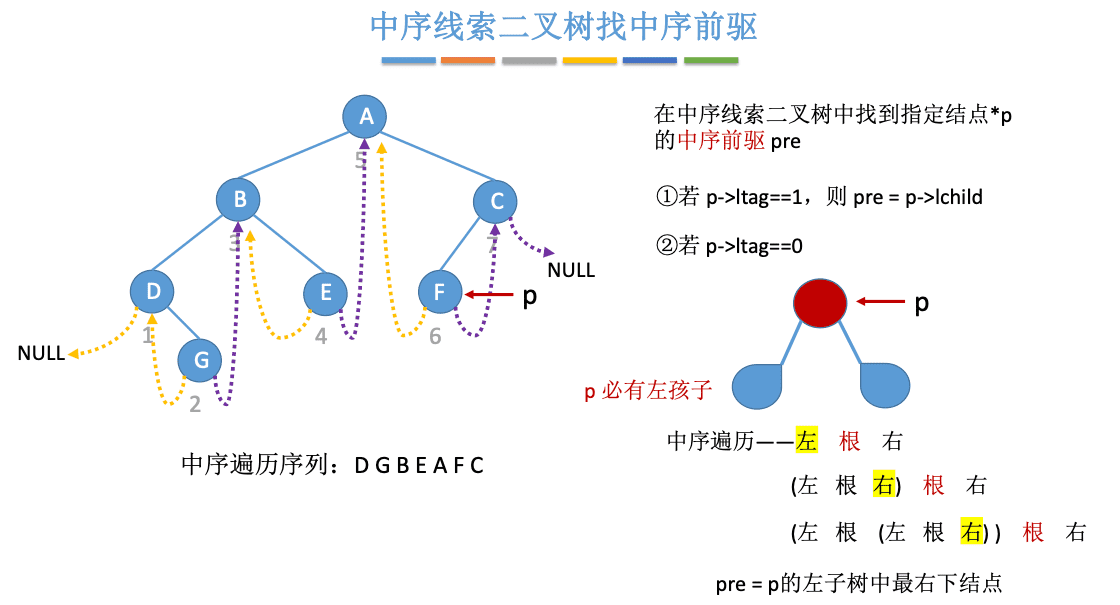 中序线索二叉树找中序前驱
A
5
B
3
C
7
NULL
D
1
E
4
F
6
p
NULL
G
2
中序遍历序列：D G B E A F C
在中序线索二叉树中找到指定结点*p
的中序前驱 pre
①若 p->ltag==1，则 pre = p->lchild
②若 p->ltag==0
p
p 必有左孩子
中序遍历——左 根 右
(左 根 右) 根 右
(左 根 (左 根 右) ) 根 右
pre = p的左子树中最右下结点